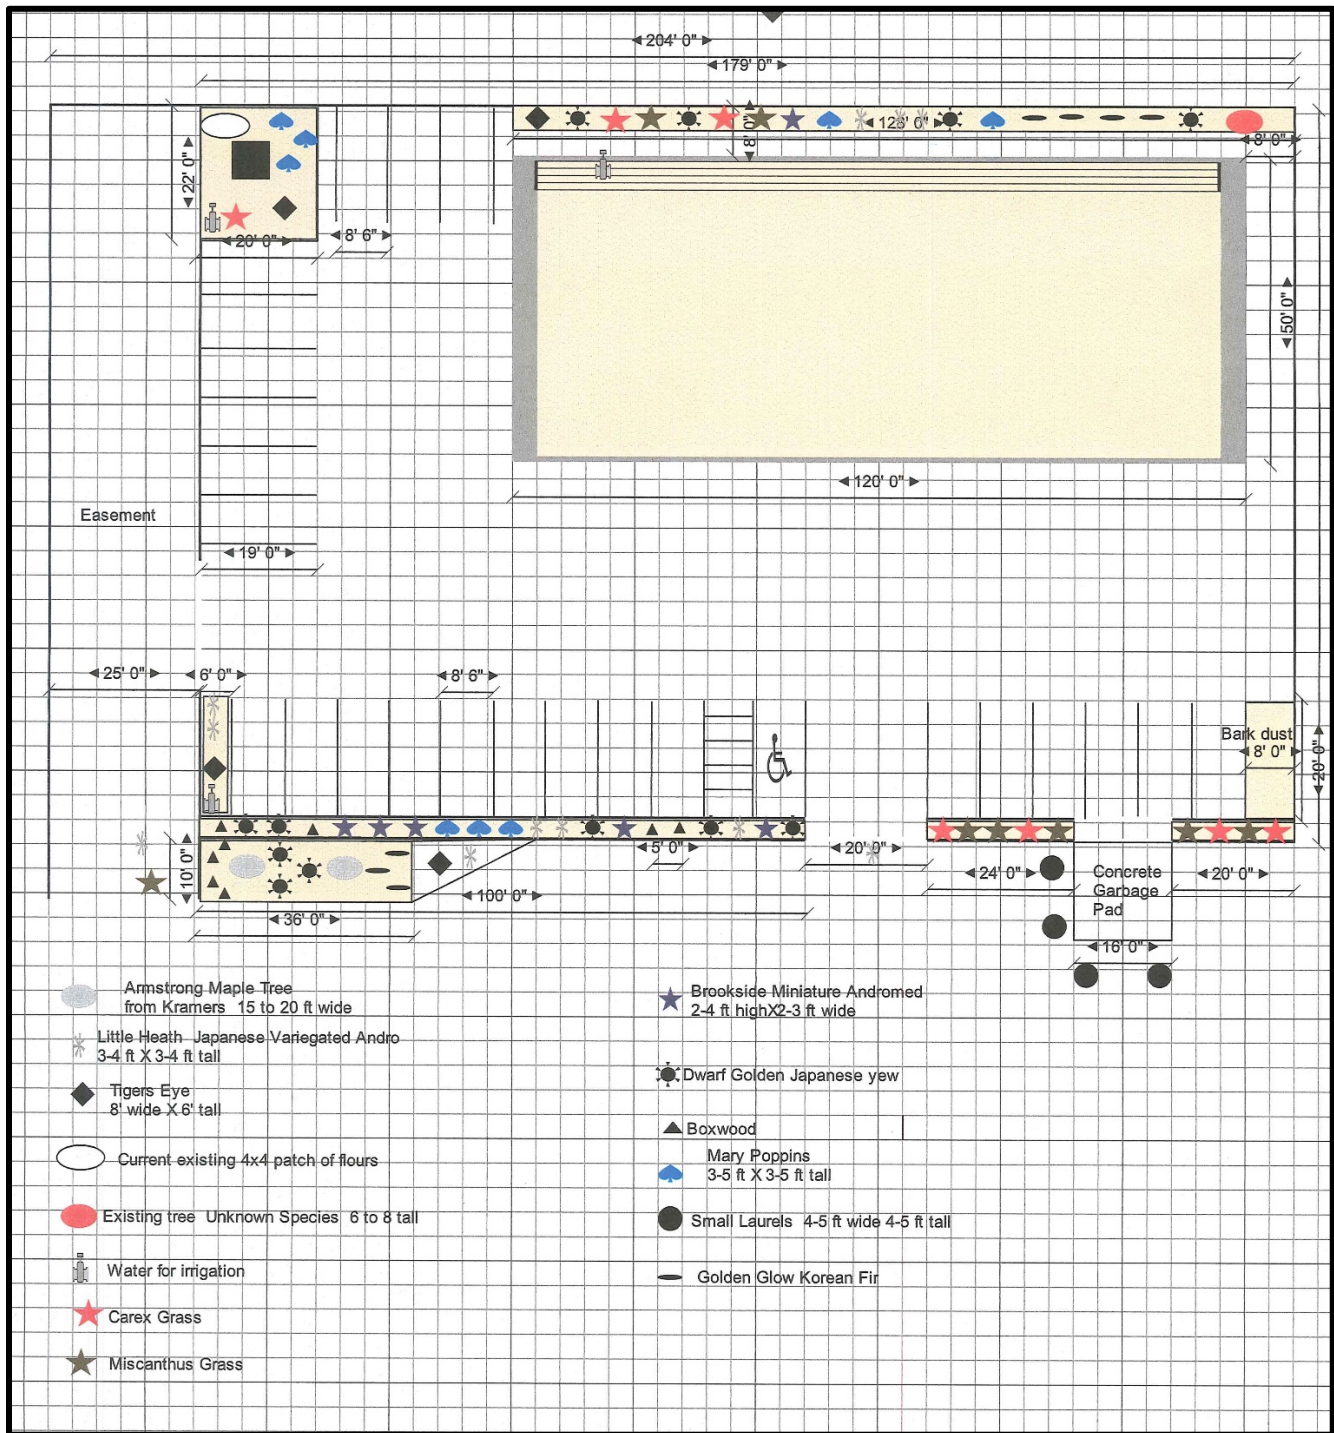 204' 0"
179' 0"
8' 0"
128' 0"
8' 0"
22' 0"
20' 0"
8' 6"
50' 0"
120' 0"
Easement
19' 0"
25' 0"
6' 0"
8' 6"
Bark dust
8' 0"
20' 0"
10' 0"
5' 0"
20' 0"
24' 0"
Concrete
Garbage
Pad
20' 0"
100' 0"
36' 0"
16' 0"
Armstrong Maple Tree
from Kramers 15 to 20 ft wide
Little Heath Japanese Variegated Andro
3-4 ft X 3-4 ft tall
Tigers Eye
8' wide X 6' tall
Current existing 4x4 patch of flours
Existing tree Unknown Species 6 to 8 tall
Water for irrigation
Carex Grass
Miscanthus Grass
Brookside Miniature Andromed
2-4 ft highX2-3 ft wide
Dwarf Golden Japanese yew
Boxwood
Mary Poppins
3-5 ft X 3-5 ft tall
Small Laurels 4-5 ft wide 4-5 ft tall
Golden Glow Korean Fir